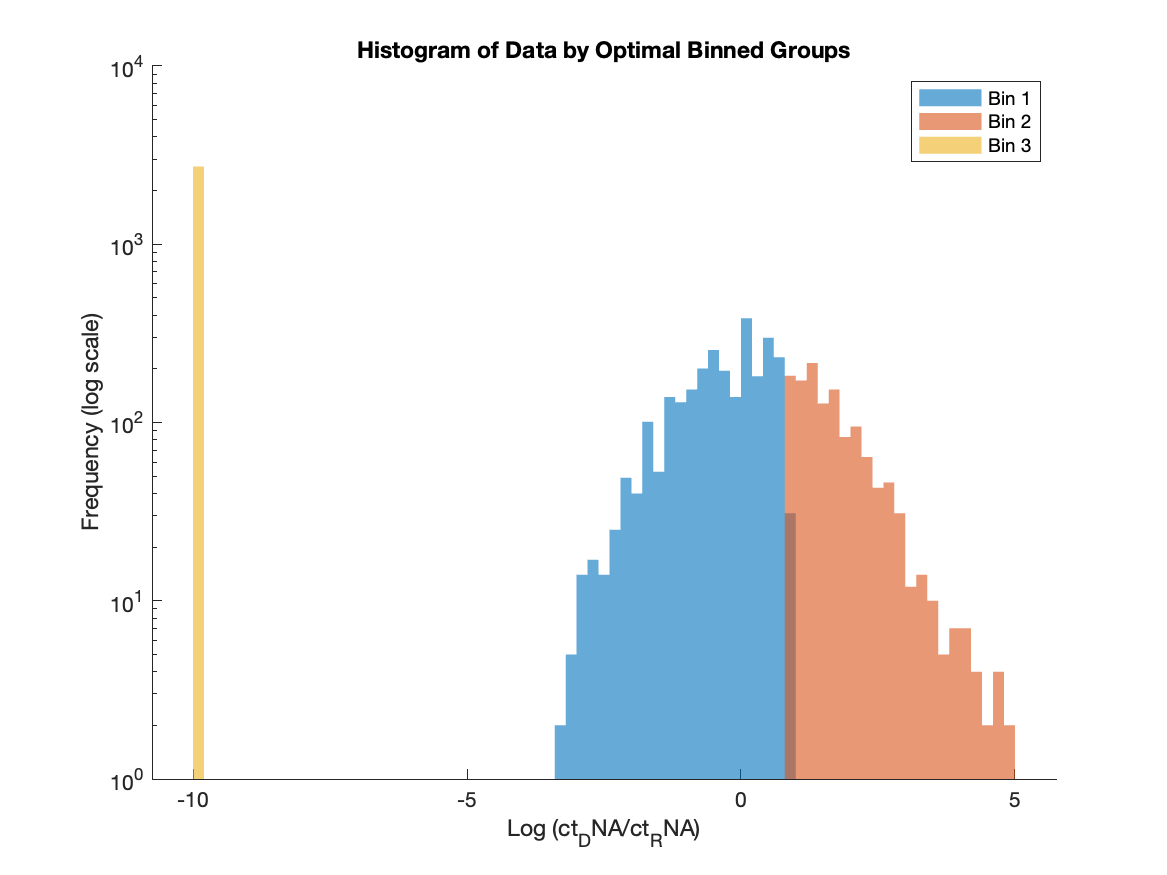 Histogram of Data by Optimal Binned Groups
Bin 1
Bin 2
Bin 3
Frequency (log scale)
10^4
10^3
10^2
10^1
10^0
-10 -5 0 5
Log (ct_DNA/ct_RNA)